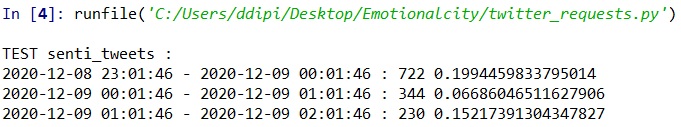 In [4]: runfile('C:/Users/ddipi/Desktop/Emotionalcity/twitter_requests.py')
TEST senti_tweets :
2020-12-08 23:01:46 - 2020-12-09 00:01:46 : 722 0.1994459833795014
2020-12-09 00:01:46 - 2020-12-09 01:01:46 : 344 0.06686046511627906
2020-12-09 01:01:46 - 2020-12-09 02:01:46 : 230 0.15217391304347827